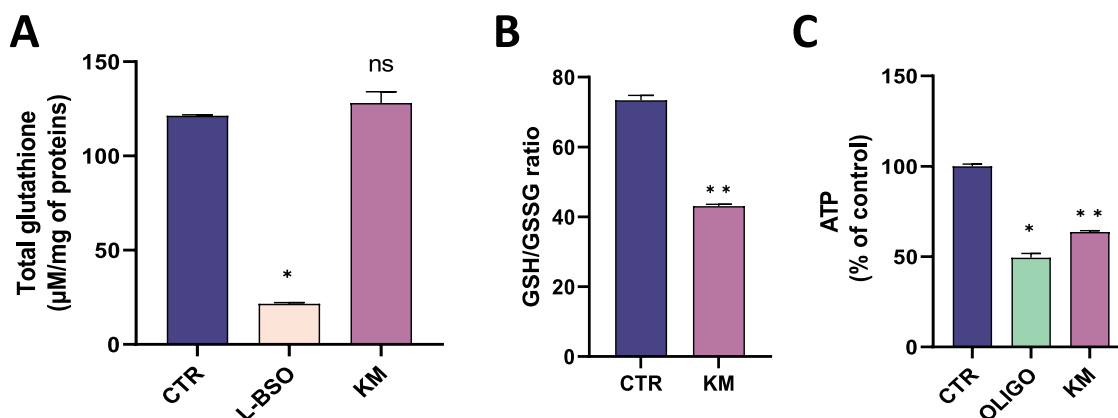 A
Total glutathione
(µM/mg of proteins)
150
100
50
0
*
ns
CTR
L-BSO
KM
B
GSH/GSSG ratio
80
60
40
20
0
* *
CTR
KM
C
ATP
(% of control)
150
100
50
0
*
* *
CTR
OLIGO
KM